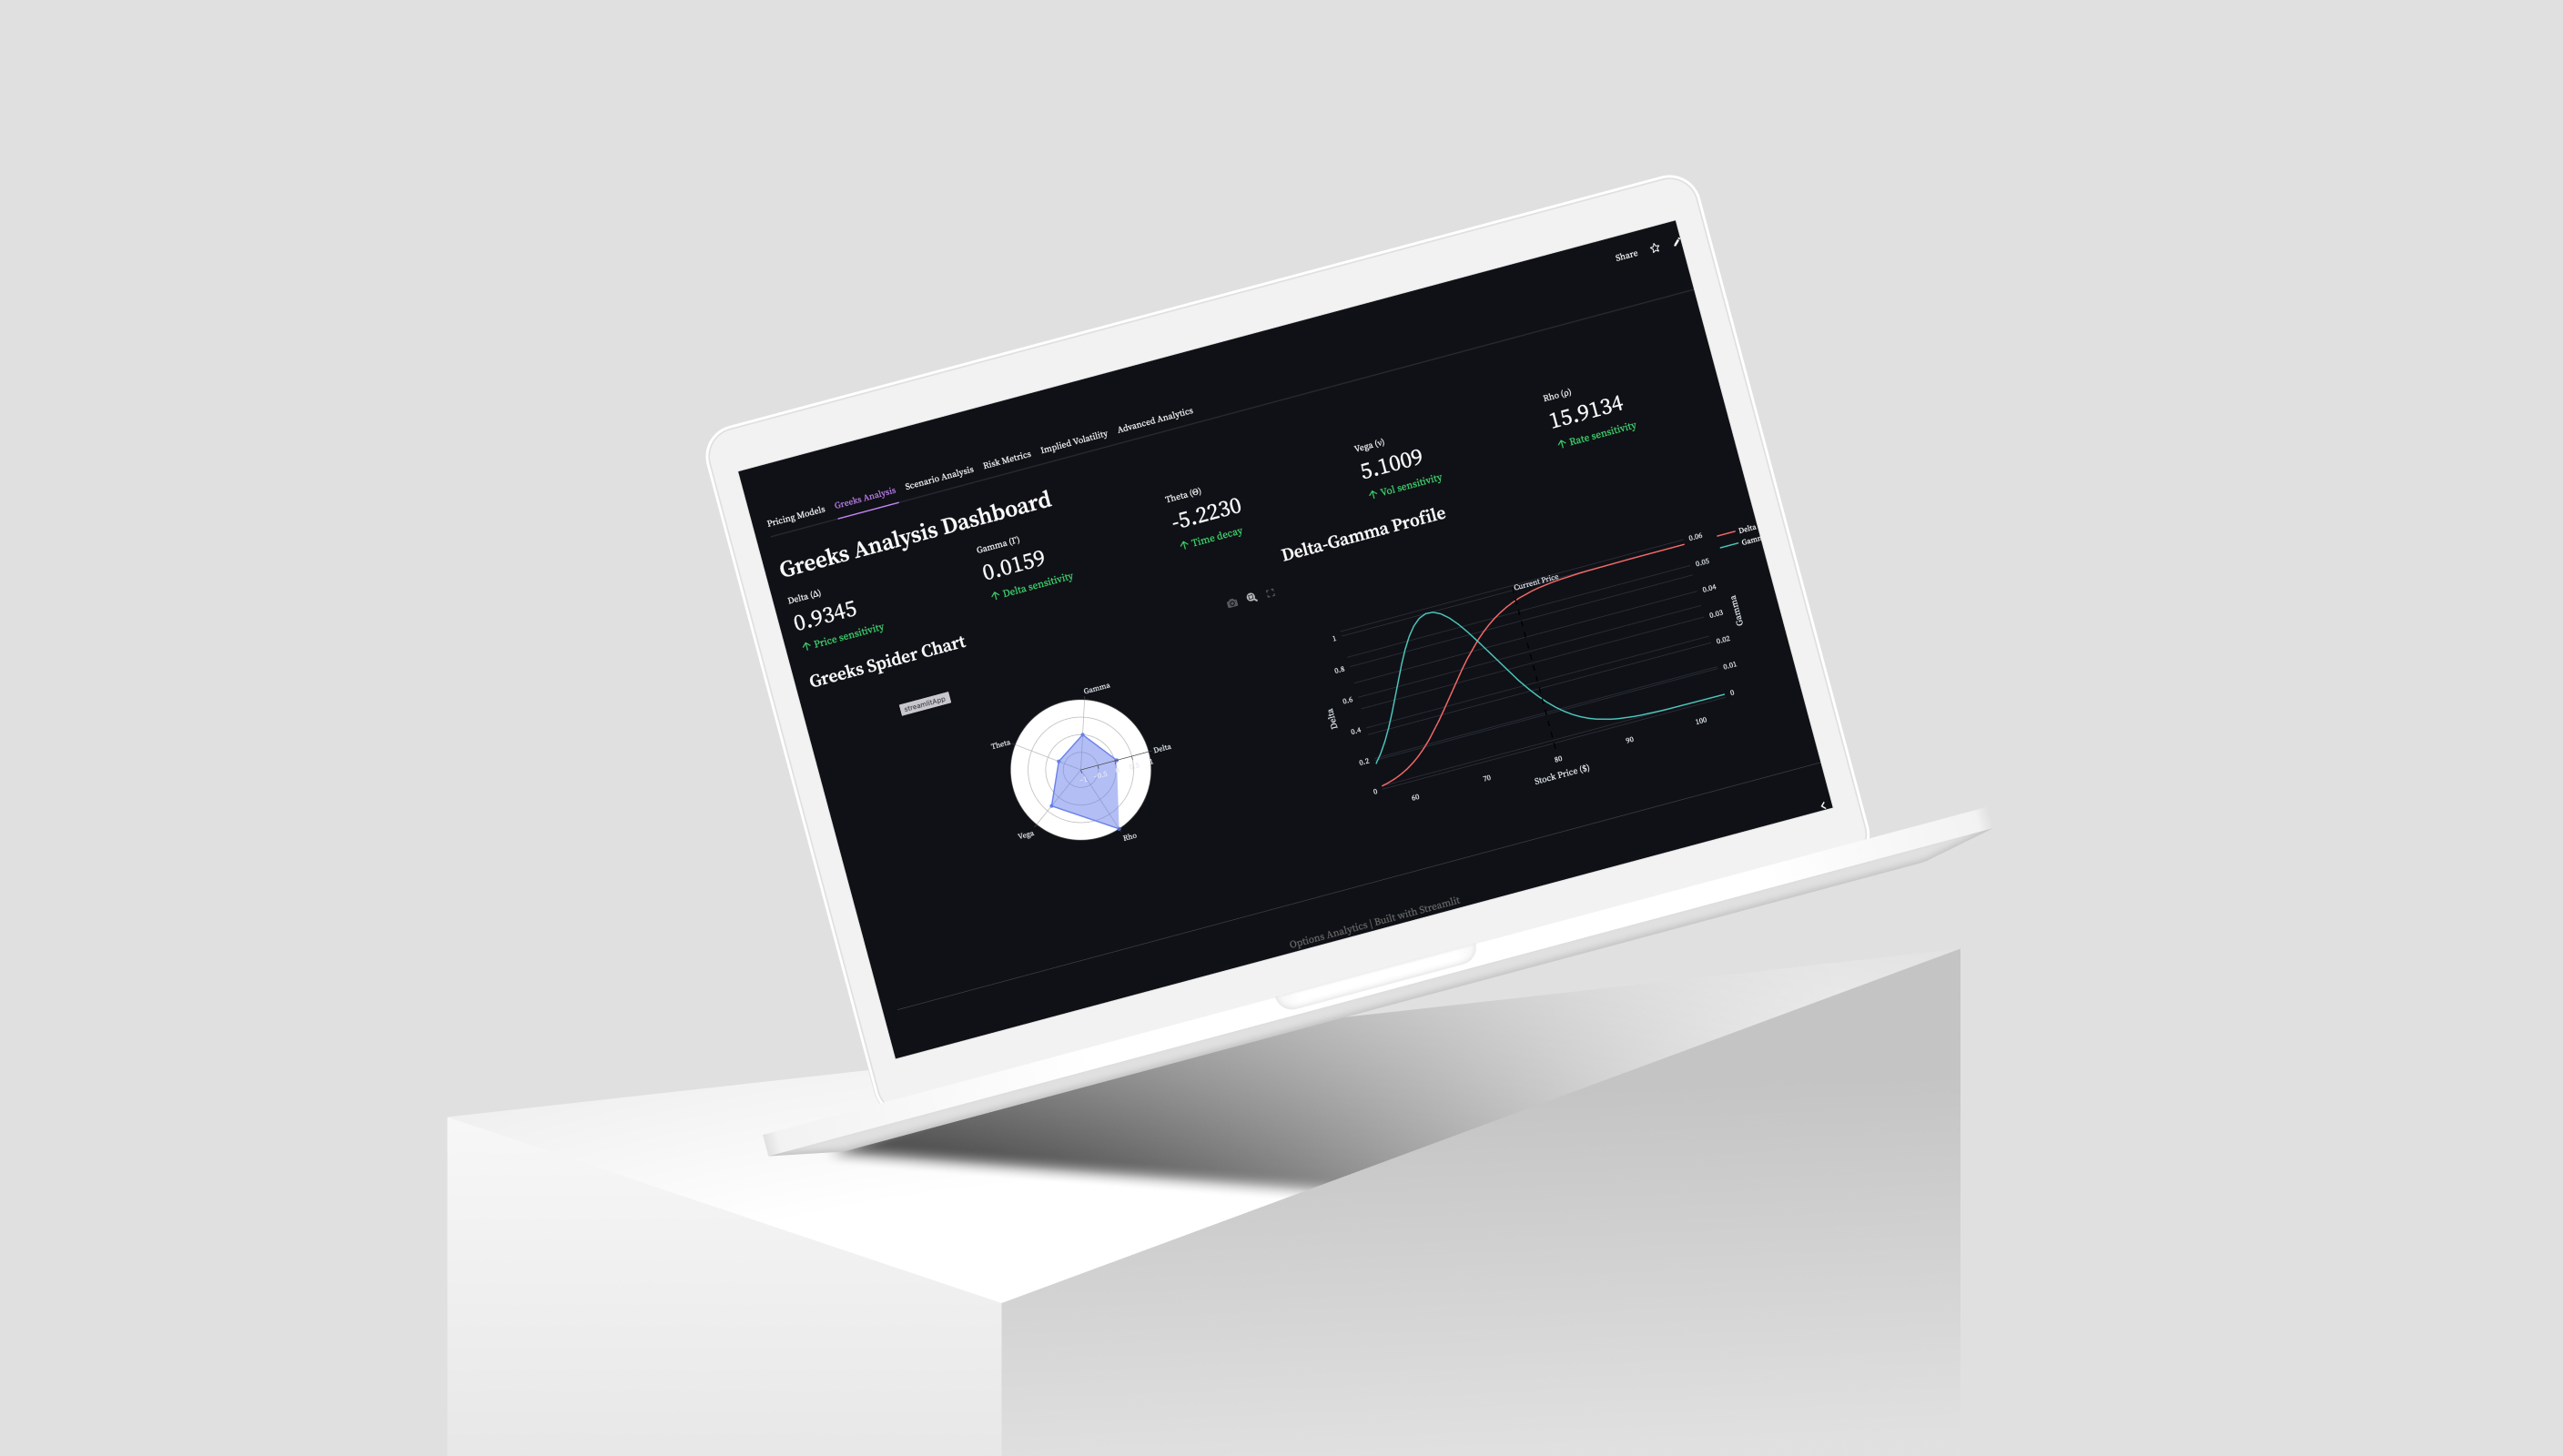 Share
Pricing Models Greeks Analysis Scenario Analysis Risk Metrics Implied Volatility Advanced Analytics
Greeks Analysis Dashboard
Delta (Δ)
0.9345
↑ Price sensitivity
Gamma (Γ)
0.0159
↑ Delta sensitivity
Theta (Θ)
-5.2230
↑ Time decay
Vega (ν)
5.1009
↑ Vol sensitivity
Rho (ρ)
15.9134
↑ Rate sensitivity
Greeks Spider Chart
streamlitApp
Gamma
Theta
Delta
Vega
Rho
Delta-Gamma Profile
Current Price
Delta
Gamm
1
0.8
0.6
0.4
0.2
0
Delta
0.06
0.05
0.04
0.03
0.02
0.01
0
Gamma
60
70
80
90
100
Stock Price ($)
Options Analytics | Built with Streamlit